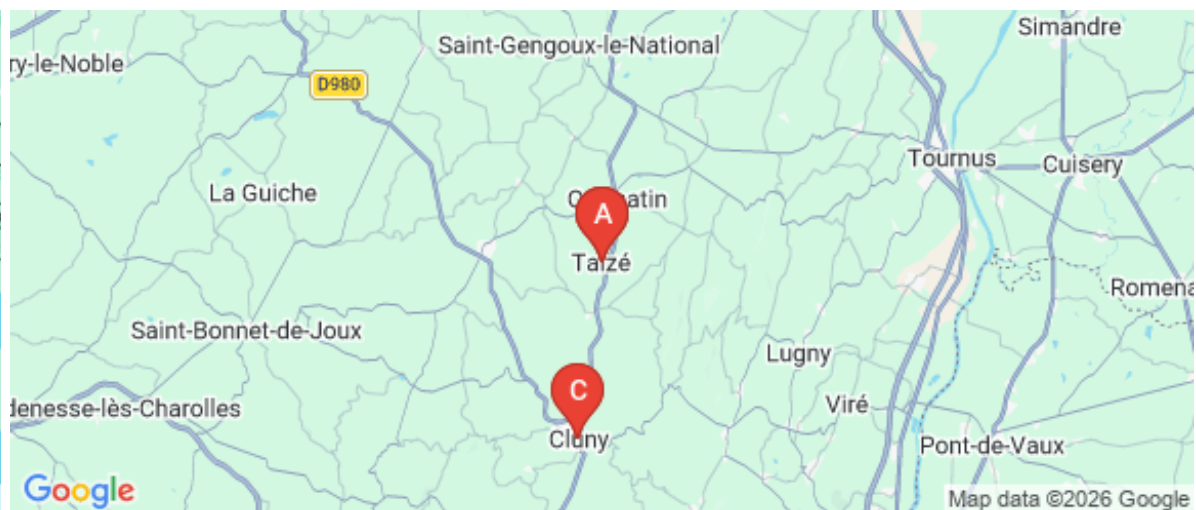 Simandre
Saint-Gengoux-le-National
ry-le-Noble
D980
Tournus
Cuisery
La Guiche
A
Taizé
Romena
Saint-Bonnet-de-Joux
Lugny
C
Viré
denesse-lès-Charolles
Cluny
Pont-de-Vaux
Google
Map data ©2026 Google